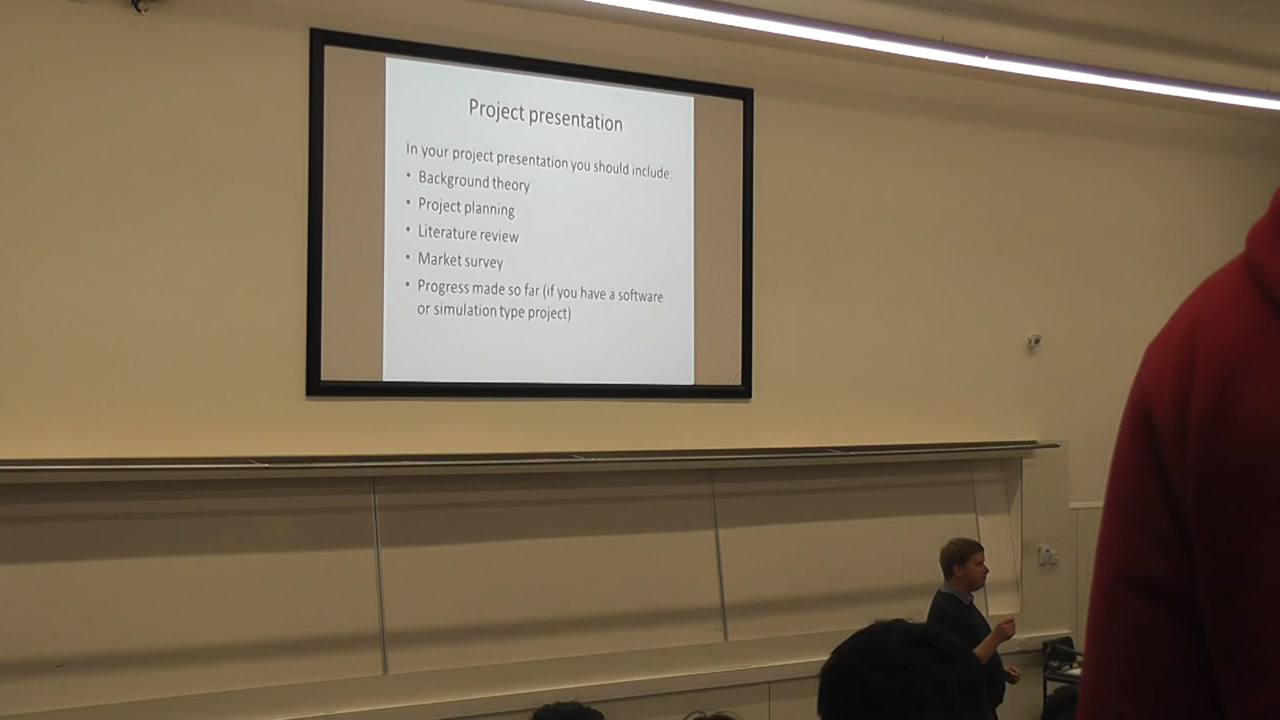 Project presentation
In your project presentation you should include:
• Background theory
• Project planning
• Literature review
• Market survey
• Progress made so far (if you have a software
or simulation type project)